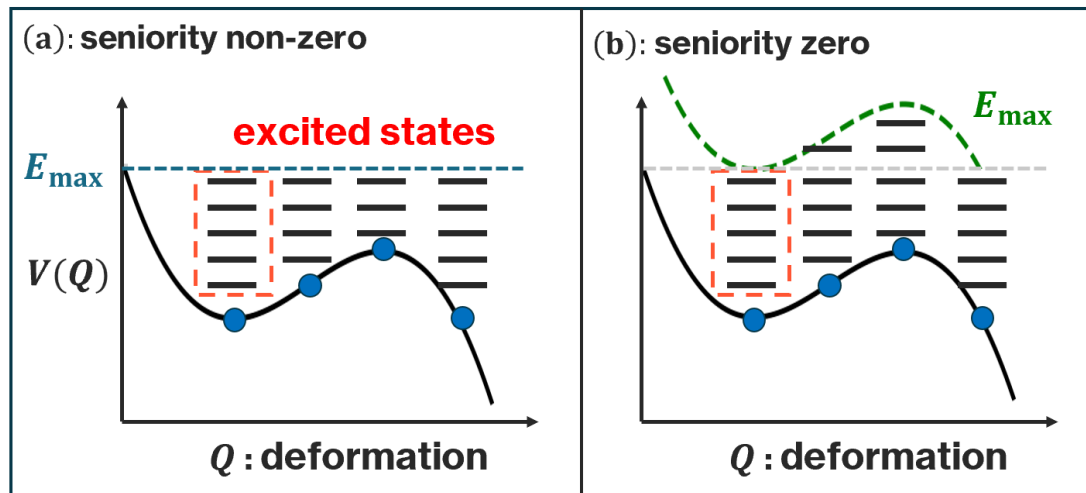 (a): seniority non-zero
excited states
E_max
V(Q)
Q : deformation
(b): seniority zero
E_max
Q : deformation